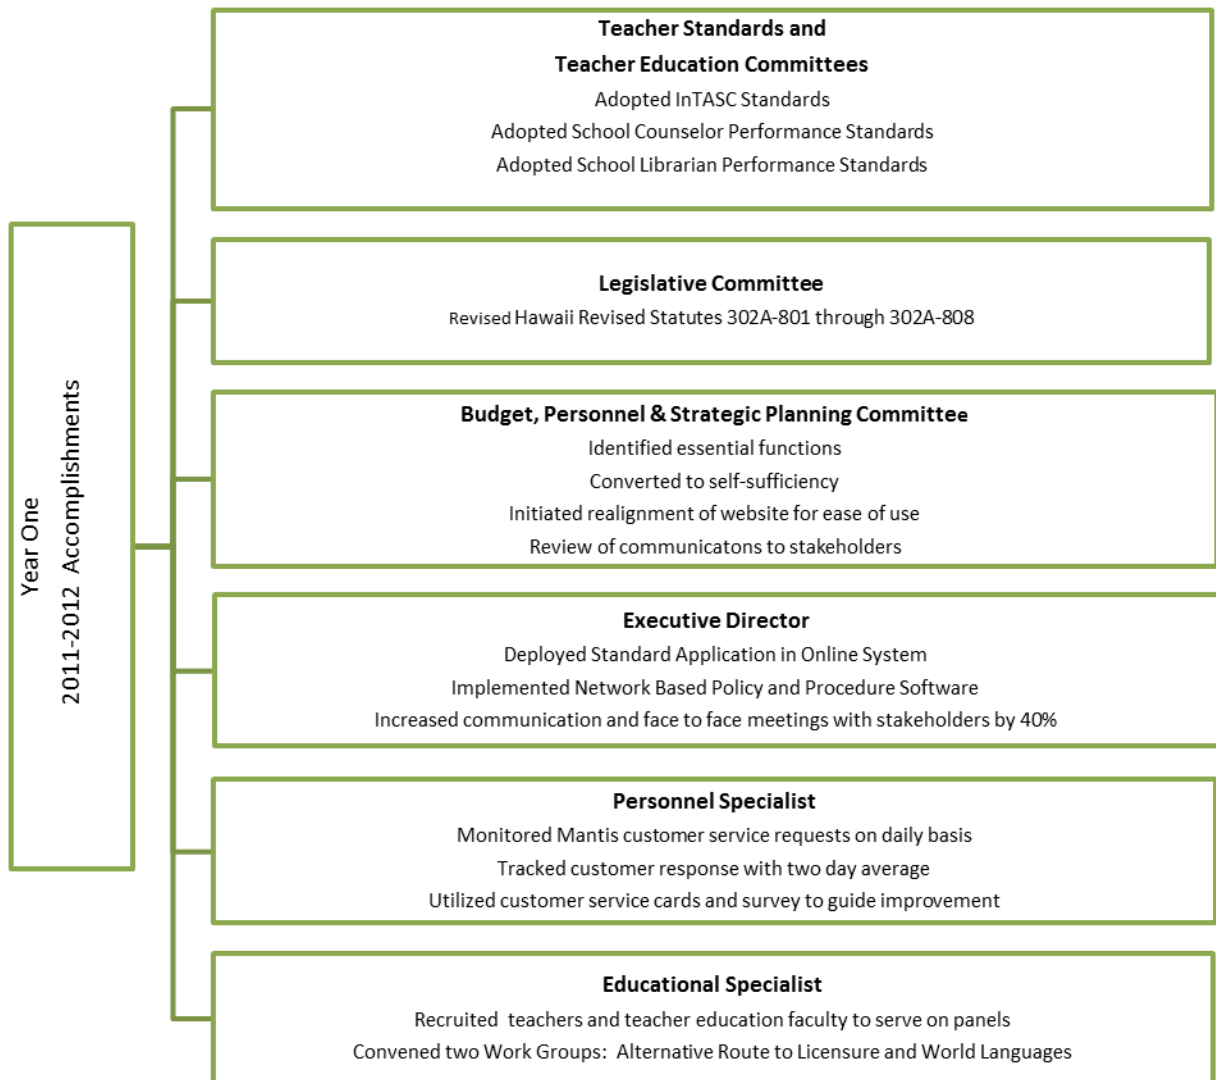 Year One
2011-2012 Accomplishments
Teacher Standards and
Teacher Education Committees
Adopted InTASC Standards
Adopted School Counselor Performance Standards
Adopted School Librarian Performance Standards
Legislative Committee
Revised Hawaii Revised Statutes 302A-801 through 302A-808
Budget, Personnel & Strategic Planning Committee
Identified essential functions
Converted to self-sufficiency
Initiated realignment of website for ease of use
Review of communicatons to stakeholders
Executive Director
Deployed Standard Application in Online System
Implemented Network Based Policy and Procedure Software
Increased communication and face to face meetings with stakeholders by 40%
Personnel Specialist
Monitored Mantis customer service requests on daily basis
Tracked customer response with two day average
Utilized customer service cards and survey to guide improvement
Educational Specialist
Recruited teachers and teacher education faculty to serve on panels
Convened two Work Groups: Alternative Route to Licensure and World Languages